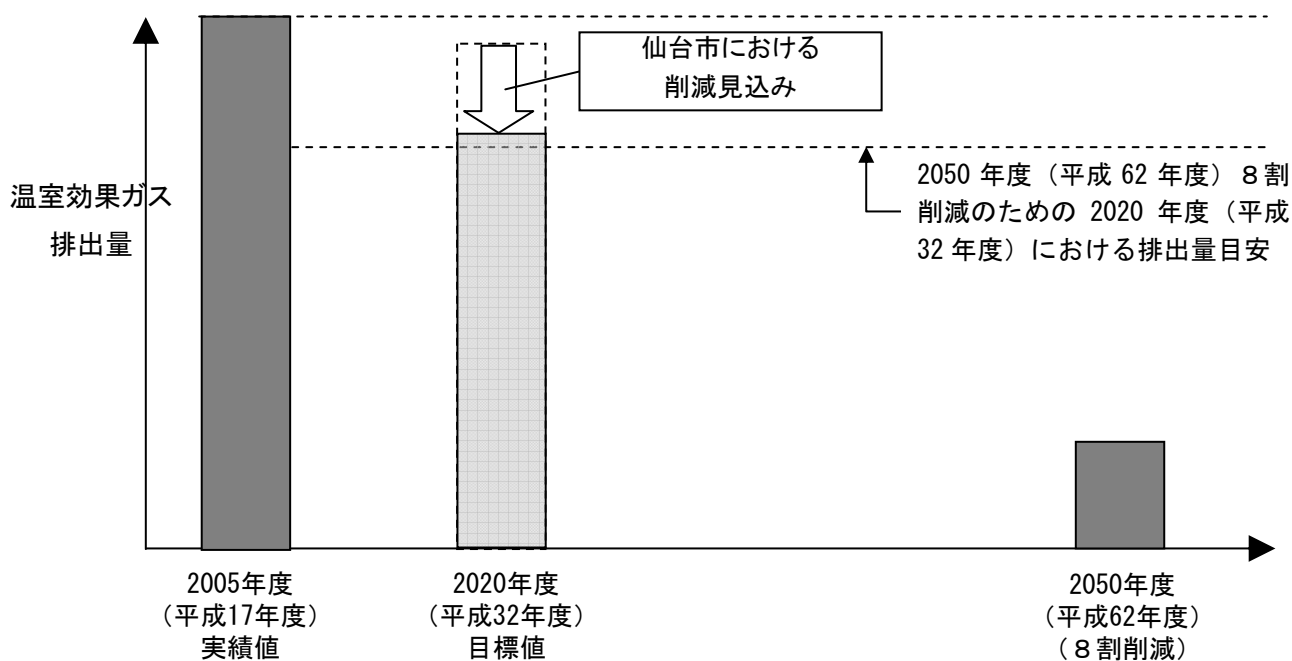 仙台市における
削減見込み
温室効果ガス
排出量
2050 年度（平成 62 年度）８割
削減のための 2020 年度（平成
32 年度）における排出量目安
2005年度
（平成17年度）
実績値
2020年度
（平成32年度）
目標値
2050年度
（平成62年度）
（８割削減）